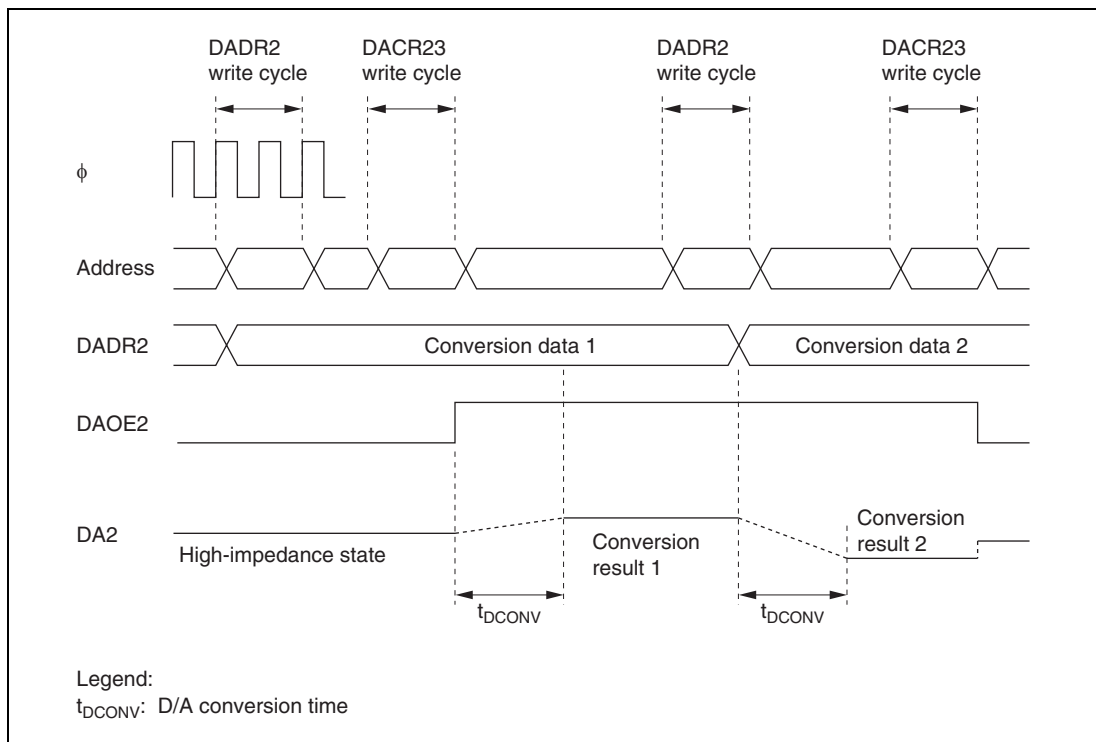 DADR2
write cycle
DACR23
write cycle
DADR2
write cycle
DACR23
write cycle
ϕ
Address
DADR2
Conversion data 1
Conversion data 2
DAOE2
DA2
High-impedance state
Conversion
result 1
Conversion
result 2
tDCONV
tDCONV
Legend:
tDCONV: D/A conversion time